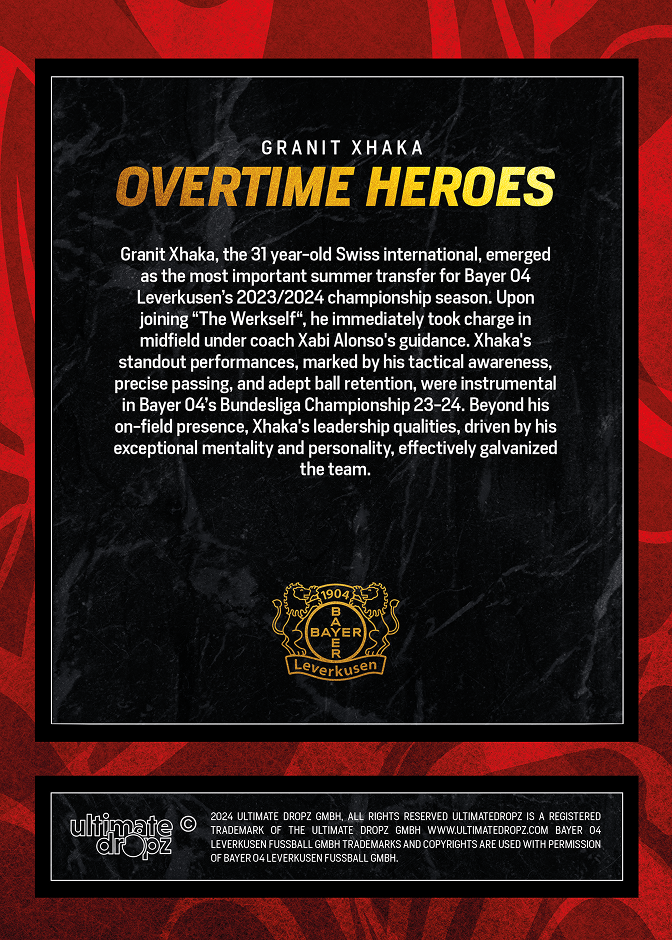 GRANIT XHAKA
OVERTIME HEROES
Granit Xhaka, the 31 year-old Swiss international, emerged
as the most important summer transfer for Bayer 04
Leverkusen’s 2023/2024 championship season. Upon
joining “The Werkself“, he immediately took charge in
midfield under coach Xabi Alonso's guidance. Xhaka's
standout performances, marked by his tactical awareness,
precise passing, and adept ball retention, were instrumental
in Bayer 04’s Bundesliga Championship 23-24. Beyond his
on-field presence, Xhaka's leadership qualities, driven by his
exceptional mentality and personality, effectively galvanized
the team.
1904
BAYER
BAYER
Leverkusen
ultimate
dropz
©
2024 ULTIMATE DROPZ GMBH, ALL RIGHTS RESERVED ULTIMATEDROPZ IS A REGISTERED
TRADEMARK OF THE ULTIMATE DROPZ GMBH WWW.ULTIMATEDROPZ.COM BAYER 04
LEVERKUSEN FUSSBALL GMBH TRADEMARKS AND COPYRIGHTS ARE USED WITH PERMISSION
OF BAYER 04 LEVERKUSEN FUSSBALL GMBH.